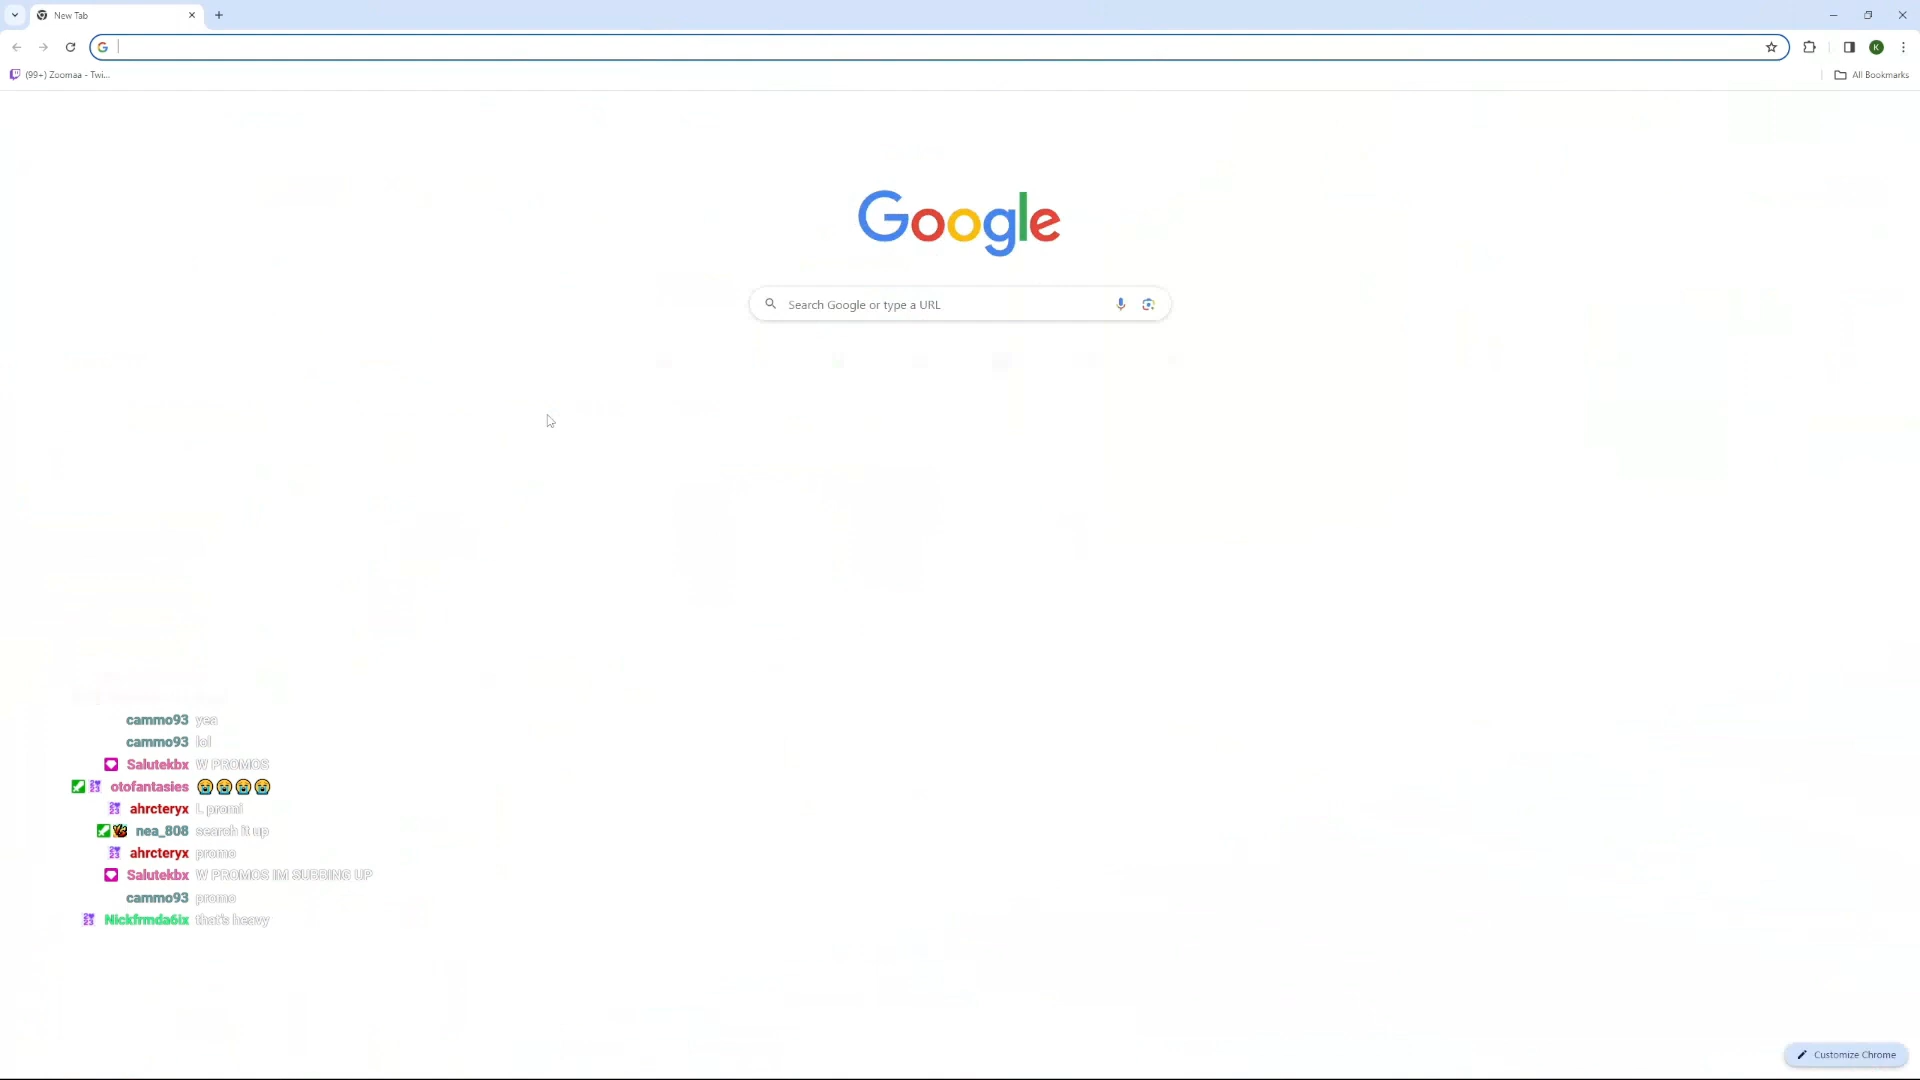 New Tab
(99+) Zoomaa - Twi...
All Bookmarks
Google
Search Google or type a URL
cammo93 yea
cammo93 lol
Salutekbx W PROMOS
otofantasies 😭😭😭😭
ahrcteryx L promi
nea_808 search it up
ahrcteryx promo
Salutekbx W PROMOS IM SUBBING UP
cammo93 promo
Nickfrmda6ix that's heavy
Customize Chrome